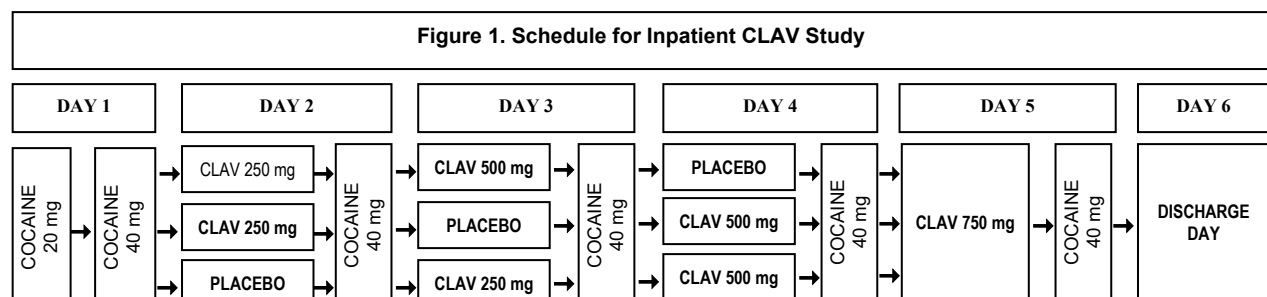 Figure 1. Schedule for Inpatient CLAV Study
DAY 1
DAY 2
DAY 3
DAY 4
DAY 5
DAY 6
COCAINE
20 mg
COCAINE
40 mg
CLAV 250 mg
CLAV 250 mg
PLACEBO
COCAINE
40 mg
CLAV 500 mg
PLACEBO
CLAV 250 mg
COCAINE
40 mg
PLACEBO
CLAV 500 mg
CLAV 500 mg
COCAINE
40 mg
CLAV 750 mg
COCAINE
40 mg
DISCHARGE
DAY